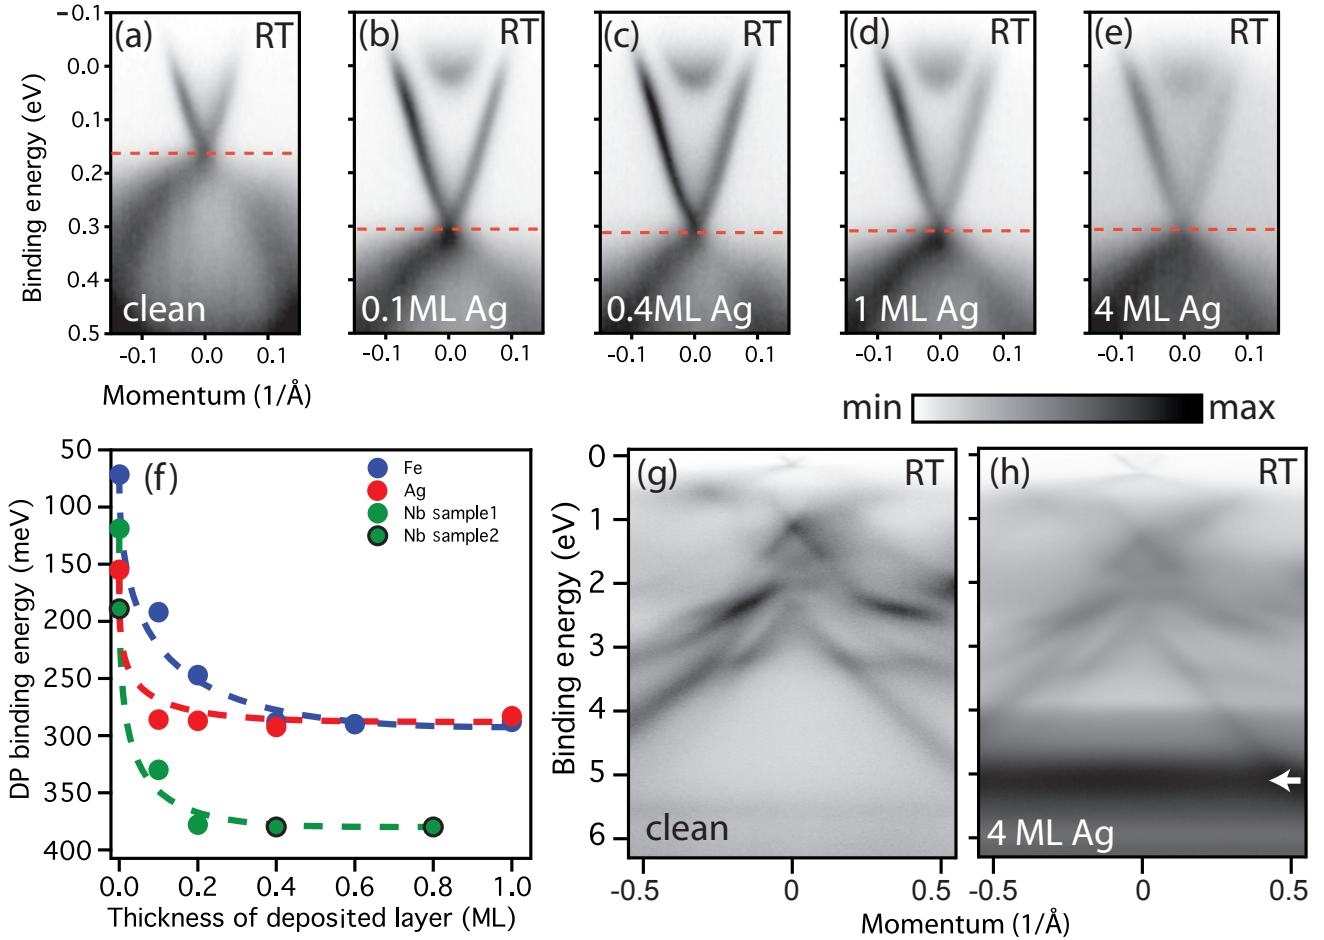 (a) RT
(b) RT
(c) RT
(d) RT
(e) RT
-0.1
0.0
0.1
0.2
0.3
0.4
0.5
Binding energy (eV)
clean
0.1ML Ag
0.4ML Ag
1 ML Ag
4 ML Ag
-0.1 0.0 0.1
-0.1 0.0 0.1
-0.1 0.0 0.1
-0.1 0.0 0.1
-0.1 0.0 0.1
Momentum (1/Å)
min max
(f)
Fe
Ag
Nb sample1
Nb sample2
50
100
150
200
250
300
350
400
DP binding energy (meV)
0.0 0.2 0.4 0.6 0.8 1.0
Thickness of deposited layer (ML)
(g) RT
(h) RT
0
1
2
3
4
5
6
Binding energy (eV)
clean
4 ML Ag
-0.5 0 0.5
-0.5 0 0.5
Momentum (1/Å)